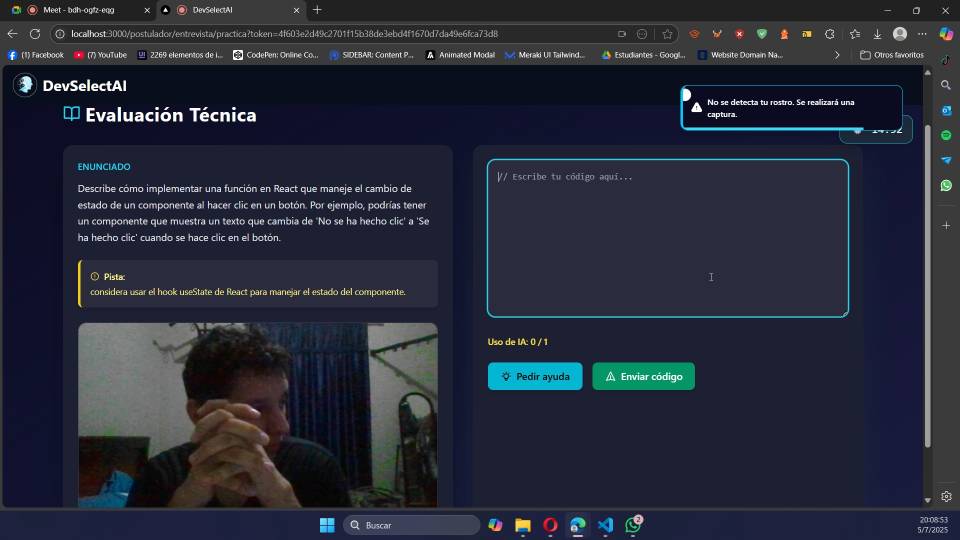 Meet - bdh-ogfz-eqg
DevSelectAI
localhost:3000/postulador/entrevista/practica?token=4f603e2d49c2701f15b38de3ebd4f1670d7da49e6fca73d8
(1) Facebook
(7) YouTube
2269 elementos de i...
CodePen: Online Co...
SIDEBAR: Content P...
Animated Modal
Meraki UI Tailwind...
Estudiantes - Googl...
Website Domain Na...
Otros favoritos
DevSelectAI
No se detecta tu rostro. Se realizará una
captura.
Evaluación Técnica
ENUNCIADO
Describe cómo implementar una función en React que maneje el cambio de
estado de un componente al hacer clic en un botón. Por ejemplo, podrías tener
un componente que muestra un texto que cambia de 'No se ha hecho clic' a 'Se
ha hecho clic' cuando se hace clic en el botón.
Pista:
considera usar el hook useState de React para manejar el estado del componente.
// Escribe tu código aquí...
Uso de IA: 0 / 1
Pedir ayuda
Enviar código
Buscar
2
20:08:53
5/7/2025